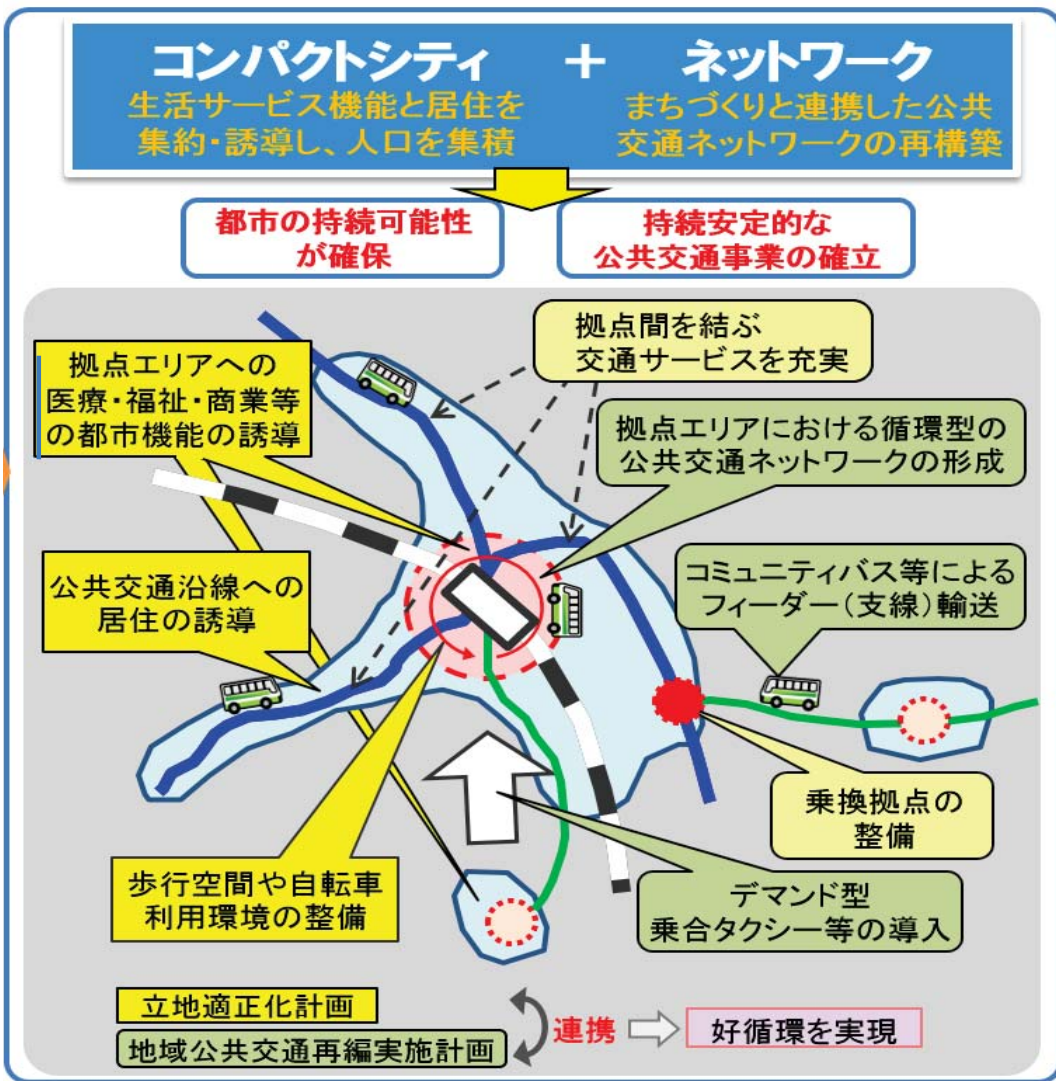 コンパクトシティ + ネットワーク
生活サービス機能と居住を
集約・誘導し、人口を集積
まちづくりと連携した公共
交通ネットワークの再構築
都市の持続可能性
が確保
持続安定的な
公共交通事業の確立
拠点エリアへの
医療・福祉・商業等
の都市機能の誘導
拠点間を結ぶ
交通サービスを充実
拠点エリアにおける循環型の
公共交通ネットワークの形成
公共交通沿線への
居住の誘導
コミュニティバス等による
フィーダー(支線)輸送
乗換拠点の
整備
歩行空間や自転車
利用環境の整備
デマンド型
乗合タクシー等の導入
立地適正化計画
地域公共交通再編実施計画
連携
好循環を実現